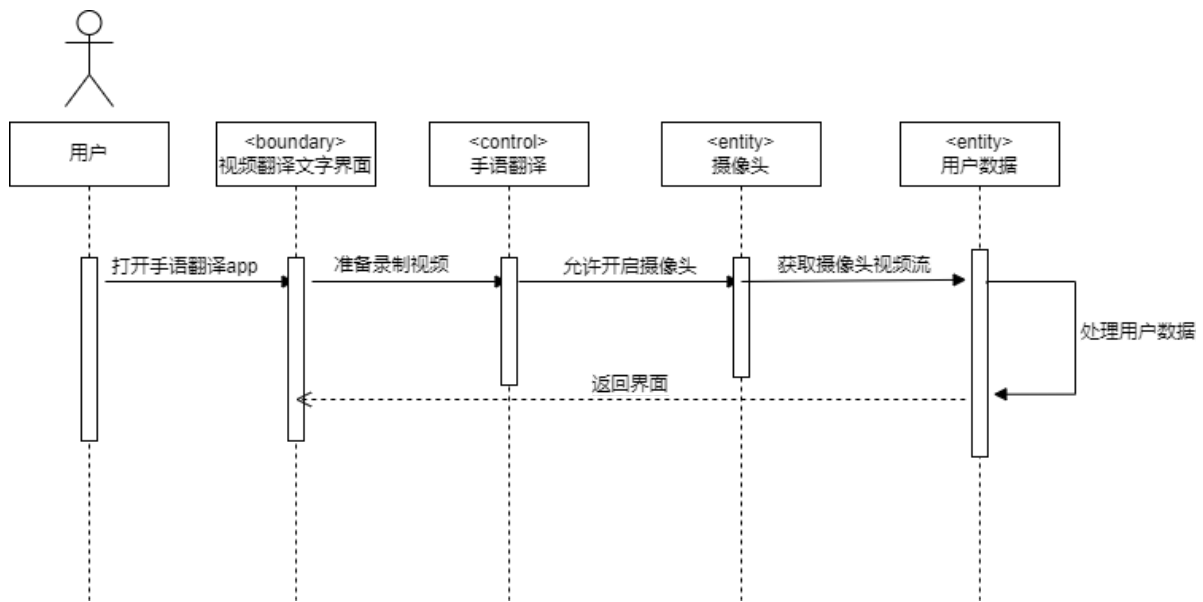 用户
<boundary>
视频翻译文字界面
<control>
手语翻译
<entity>
摄像头
<entity>
用户数据
打开手语翻译app
准备录制视频
允许开启摄像头
获取摄像头视频流
处理用户数据
返回界面